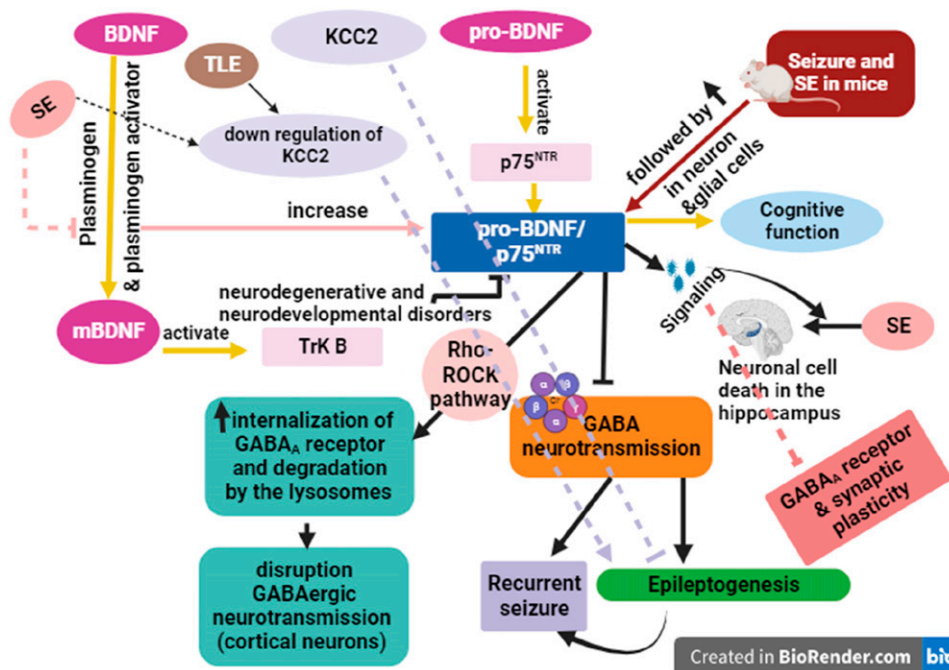 BDNF
KCC2
pro-BDNF
TLE
Seizure and
SE in mice
SE
Plasminogen
& plasminogen activator
down regulation of
KCC2
activate
p75NTR
followed by
in neuron
&glial cells
increase
pro-BDNF/
p75NTR
Cognitive
function
neurodegenerative and
neurodevelopmental disorders
mBDNF
activate
TrK B
Signaling
SE
Rho-
ROCK
pathway
Neuronal cell
death in the
hippocampus
internalization of
GABAA receptor
and degradation
by the lysosomes
α
β
β
γ
α
GABA
neurotransmission
GABAA receptor
& synaptic
plasticity
disruption
GABAergic
neurotransmission
(cortical neurons)
Recurrent
seizure
Epileptogenesis
Created in BioRender.com
bio